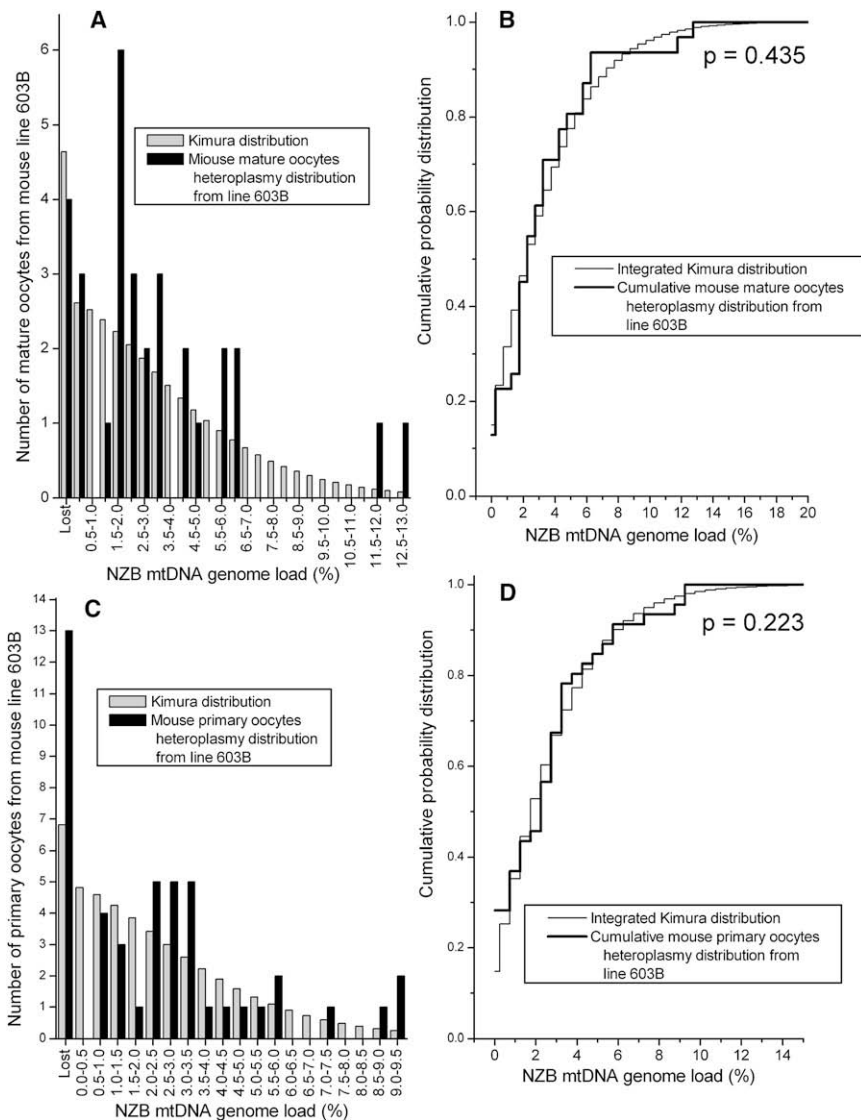 A
Number of mature oocytes from mouse line 603B
6
5
4
3
2
1
0
Kimura distribution
Miouse mature oocytes
heteroplasmy distribution
from line 603B
Lost
0.5-1.0
1.5-2.0
2.5-3.0
3.5-4.0
4.5-5.0
5.5-6.0
6.5-7.0
7.5-8.0
8.5-9.0
9.5-10.0
10.5-11.0
11.5-12.0
12.5-13.0
NZB mtDNA genome load (%)
B
p = 0.435
Cumulative probability distribution
1.0
0.8
0.6
0.4
0.2
0.0
Integrated Kimura distribution
Cumulative mouse mature oocytes
heteroplasmy distribution from
line 603B
0 2 4 6 8 10 12 14 16 18 20
NZB mtDNA genome load (%)
C
Number of primary oocytes from mouse line 603B
14
13
12
11
10
9
8
7
6
5
4
3
2
1
0
Kimura distribution
Mouse primary oocytes
heteroplasmy distribution
from line 603B
Lost
0.0-0.5
0.5-1.0
1.0-1.5
1.5-2.0
2.0-2.5
2.5-3.0
3.0-3.5
3.5-4.0
4.0-4.5
4.5-5.0
5.0-5.5
5.5-6.0
6.0-6.5
6.5-7.0
7.0-7.5
7.5-8.0
8.0-8.5
8.5-9.0
9.0-9.5
NZB mtDNA genome load (%)
D
p = 0.223
Cumulative probability distribution
1.0
0.8
0.6
0.4
0.2
0.0
Integrated Kimura distribution
Cumulative mouse primary oocytes
heteroplasmy distribution from
line 603B
0 2 4 6 8 10 12 14
NZB mtDNA genome load (%)